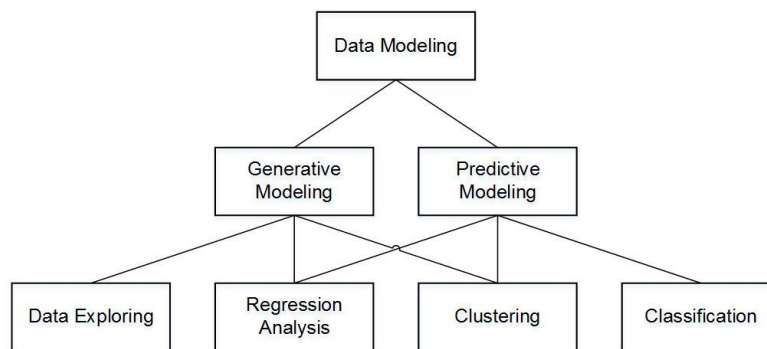 Data Modeling
Generative
Modeling
Predictive
Modeling
Data Exploring
Regression
Analysis
Clustering
Classification